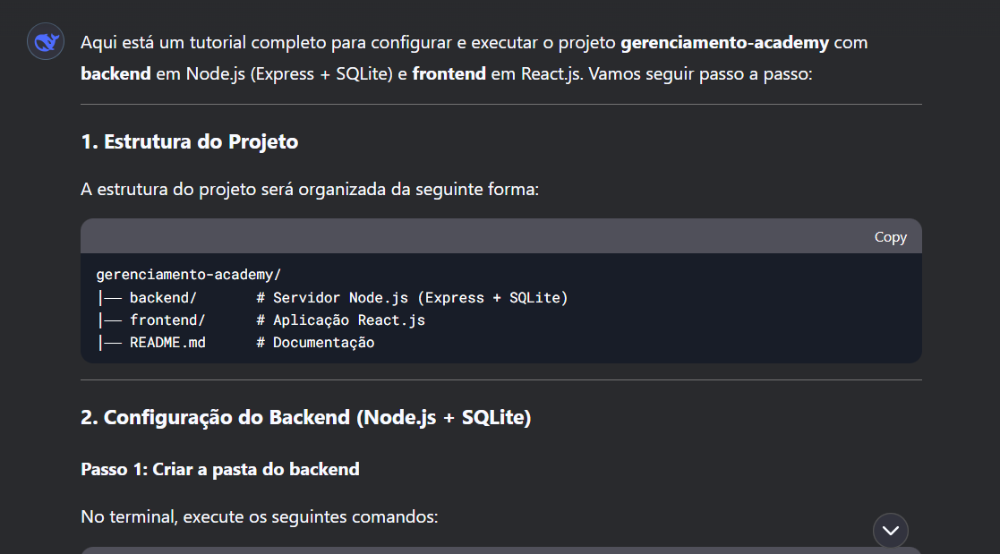 Aqui está um tutorial completo para configurar e executar o projeto gerenciamento-academy com
backend em Node.js (Express + SQLite) e frontend em React.js. Vamos seguir passo a passo:
1. Estrutura do Projeto
A estrutura do projeto será organizada da seguinte forma:
Copy
gerenciamento-academy/
│── backend/       # Servidor Node.js (Express + SQLite)
│── frontend/      # Aplicação React.js
│── README.md      # Documentação
2. Configuração do Backend (Node.js + SQLite)
Passo 1: Criar a pasta do backend
No terminal, execute os seguintes comandos: